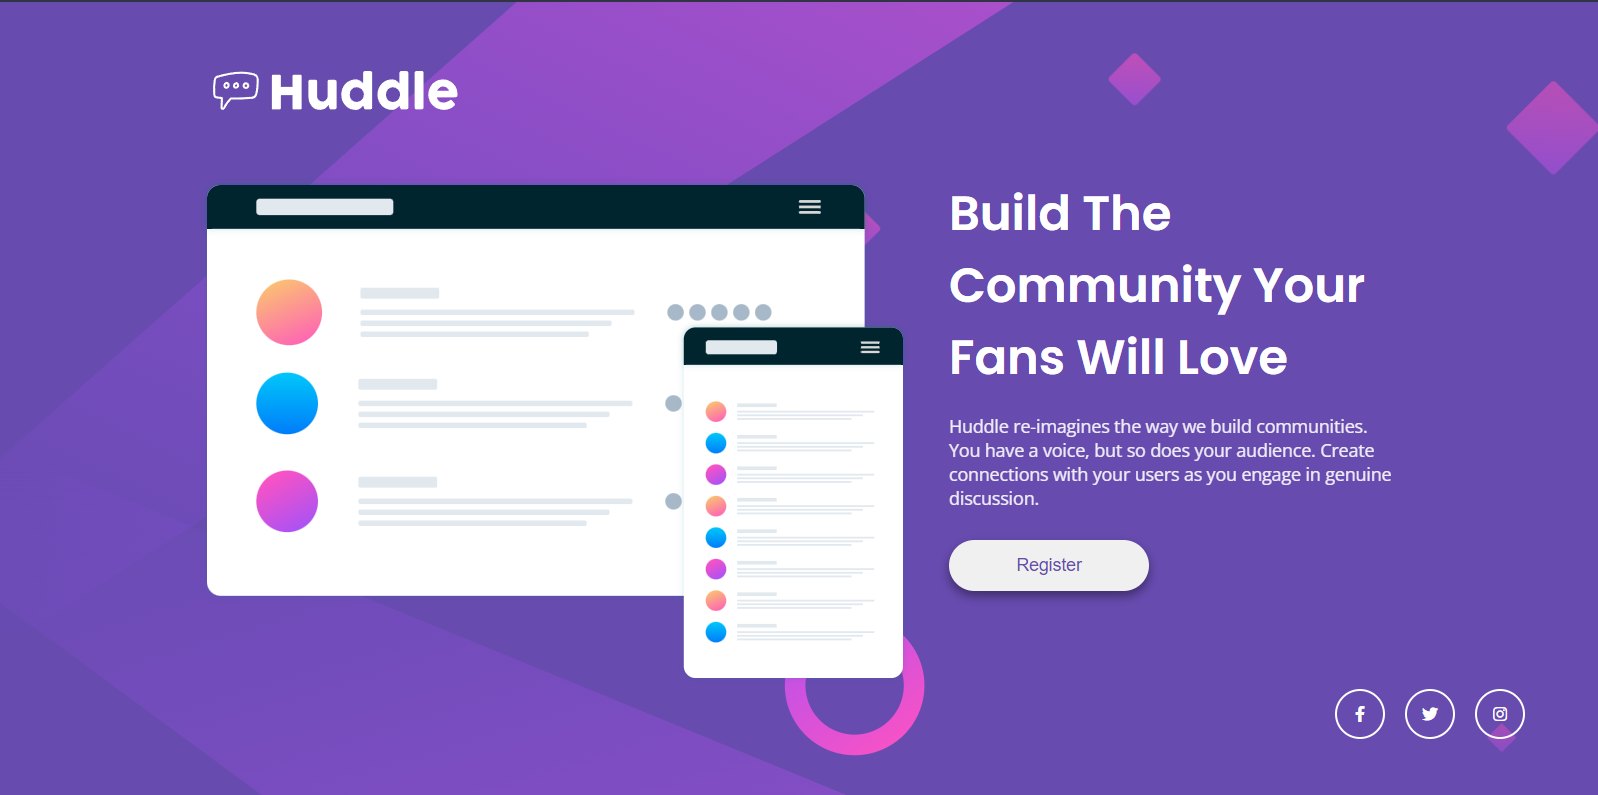 Huddle
Build The
Community Your
Fans Will Love
Huddle re-imagines the way we build communities.
You have a voice, but so does your audience. Create
connections with your users as you engage in genuine
discussion.
Register